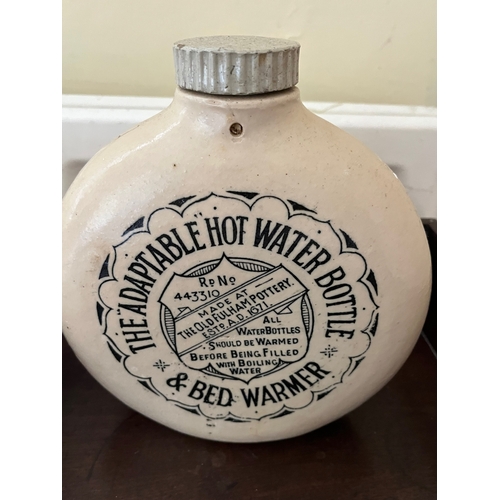 THE "ADAPTABLE" HOT WATER BOTTLE
& BED WARMER
RD. NO
443310
MADE AT
THE OLD FULHAM POTTERY.
ESTD. A.D. 1671.
ALL
WATER BOTTLES
SHOULD BE WARMED
BEFORE BEING FILLED
WITH BOILING
WATER